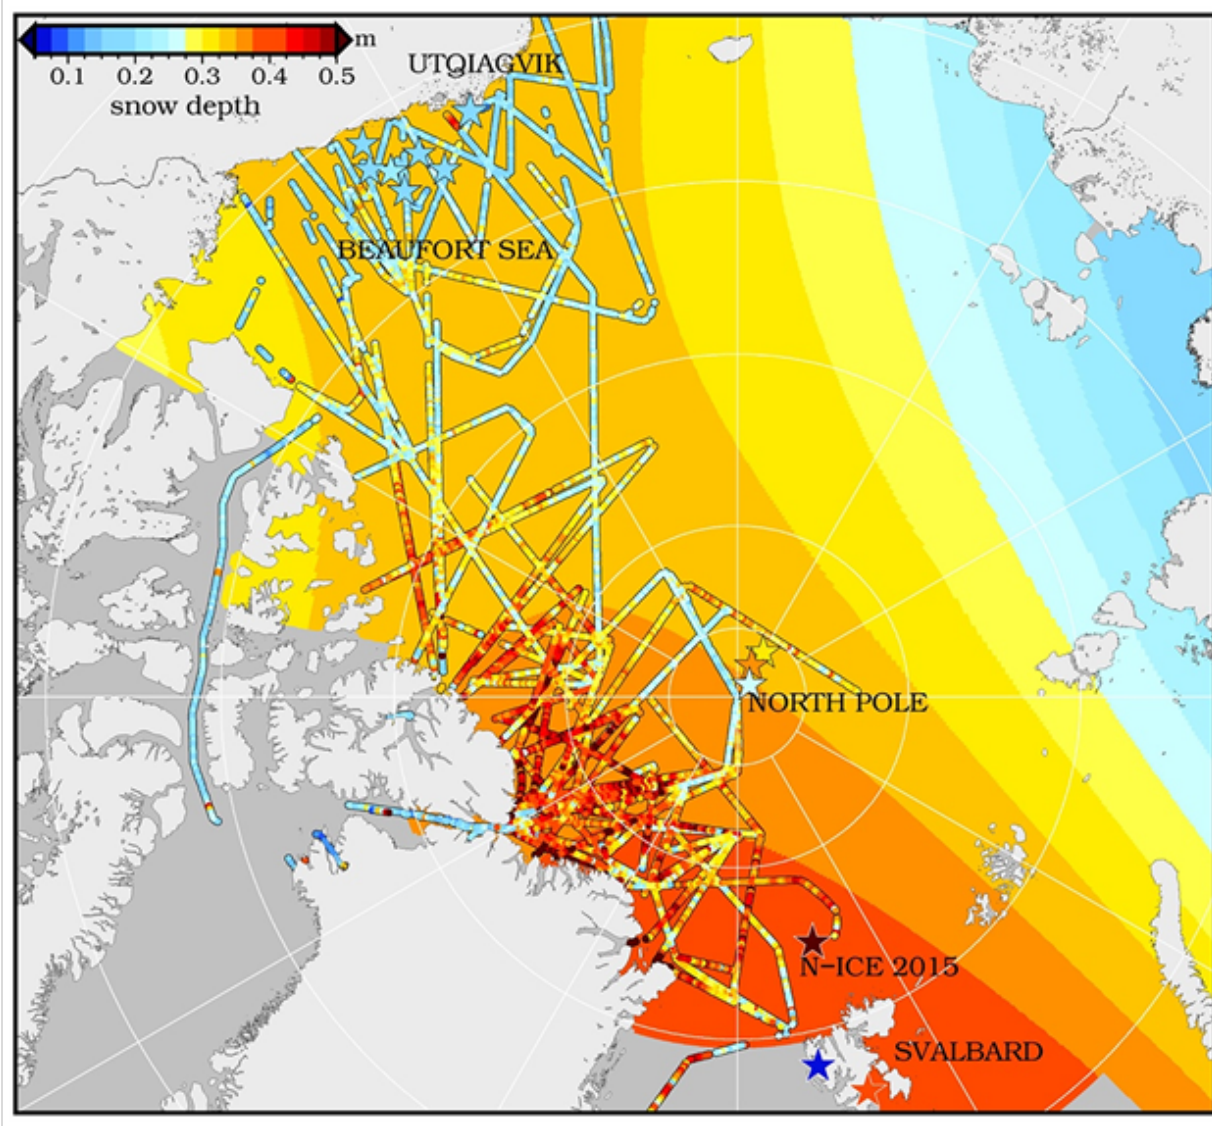 m
0.1 0.2 0.3 0.4 0.5
snow depth
UTQIAGVIK
BEAUFORT SEA
NORTH POLE
N-ICE 2015
SVALBARD